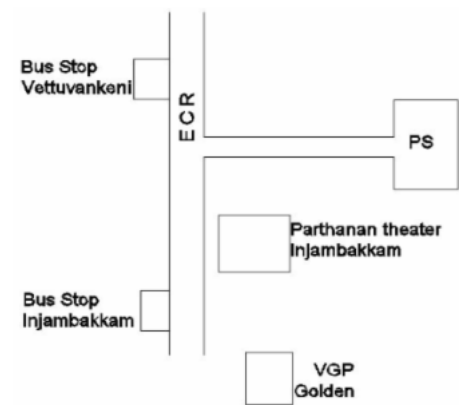 Bus Stop
Vettuvankeni
ECR
PS
Parthanan theater
Injambakkam
Bus Stop
Injambakkam
VGP
Golden